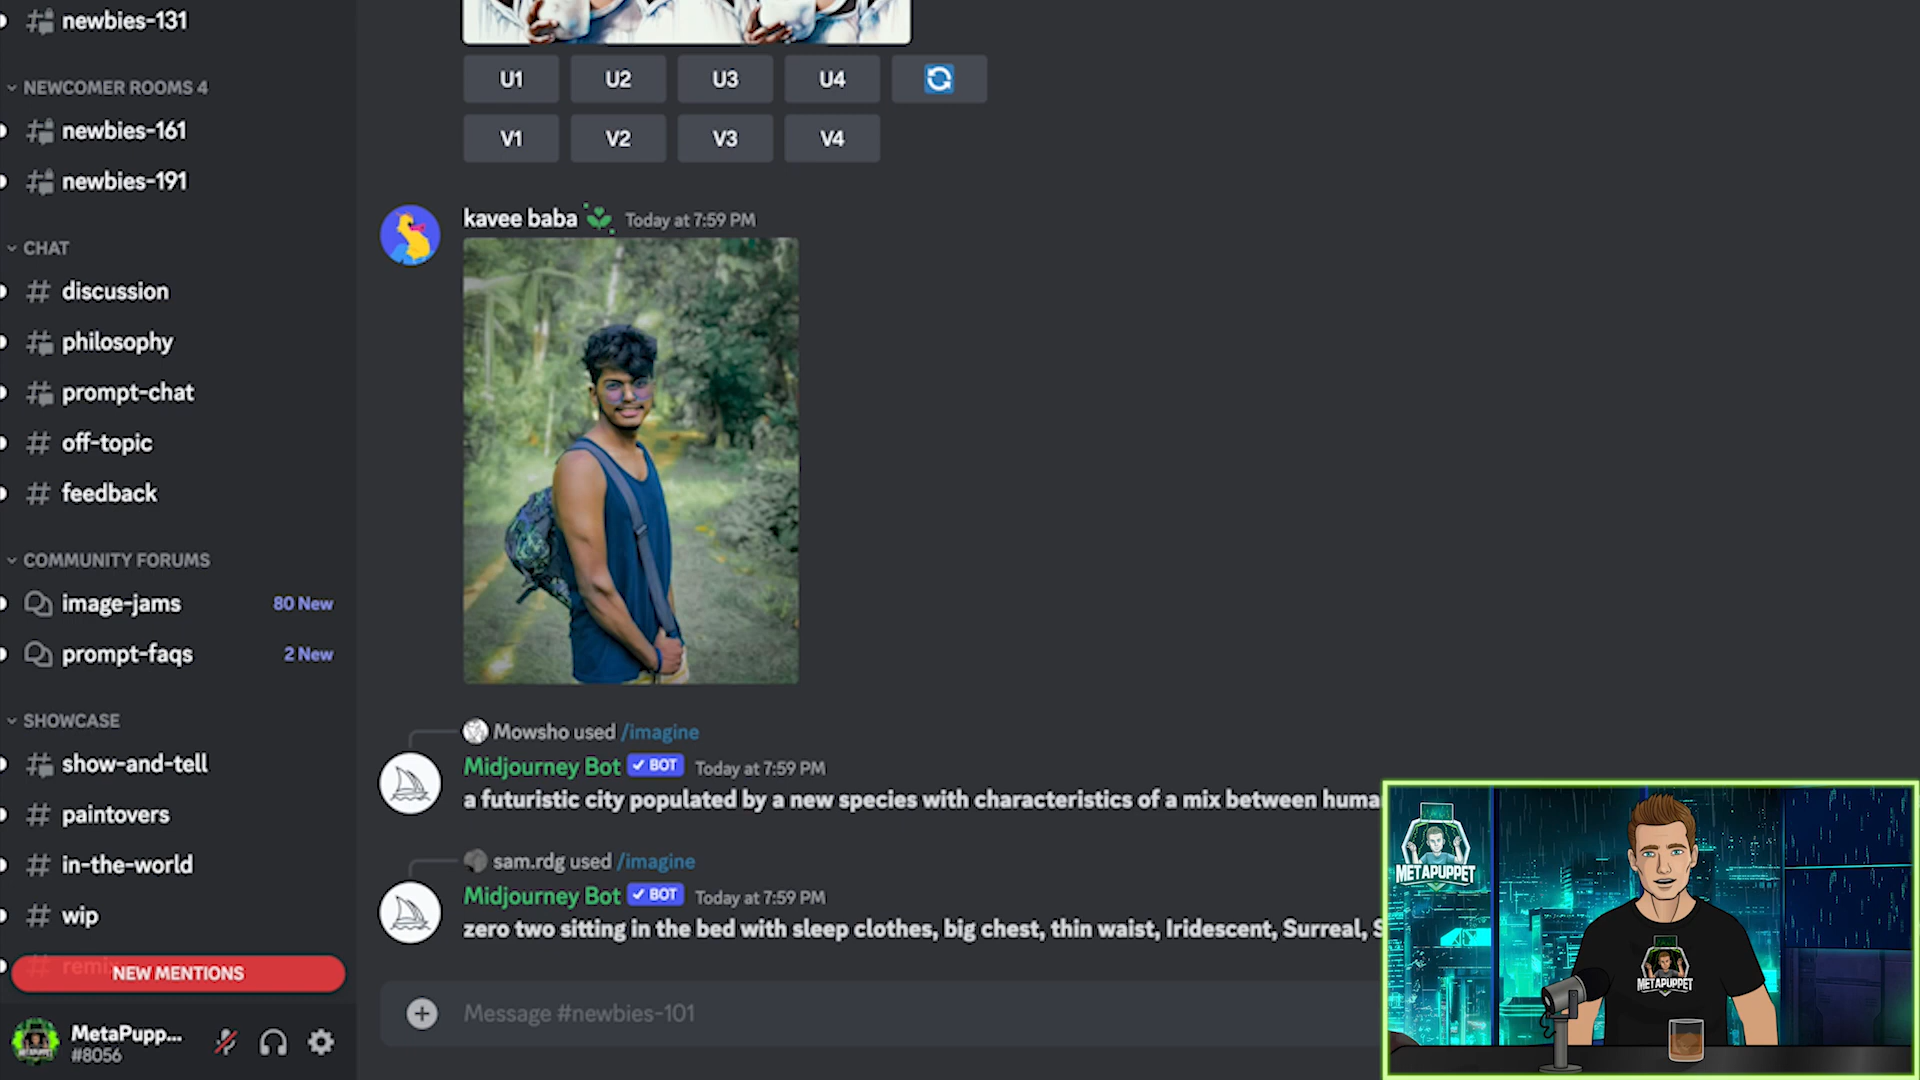 newbies-131
NEWCOMER ROOMS 4
newbies-161
newbies-191
CHAT
discussion
philosophy
prompt-chat
off-topic
feedback
COMMUNITY FORUMS
image-jams 80 New
prompt-faqs 2 New
SHOWCASE
show-and-tell
paintovers
in-the-world
wip
NEW MENTIONS
MetaPupp...
#8056
U1 U2 U3 U4
V1 V2 V3 V4
kavee baba Today at 7:59 PM
Mowsho used /imagine
Midjourney Bot BOT Today at 7:59 PM
a futuristic city populated by a new species with characteristics of a mix between huma
sam.rdg used /imagine
Midjourney Bot BOT Today at 7:59 PM
zero two sitting in the bed with sleep clothes, big chest, thin waist, Iridescent, Surreal, S
Message #newbies-101
METAPUPPET
METAPUPPET